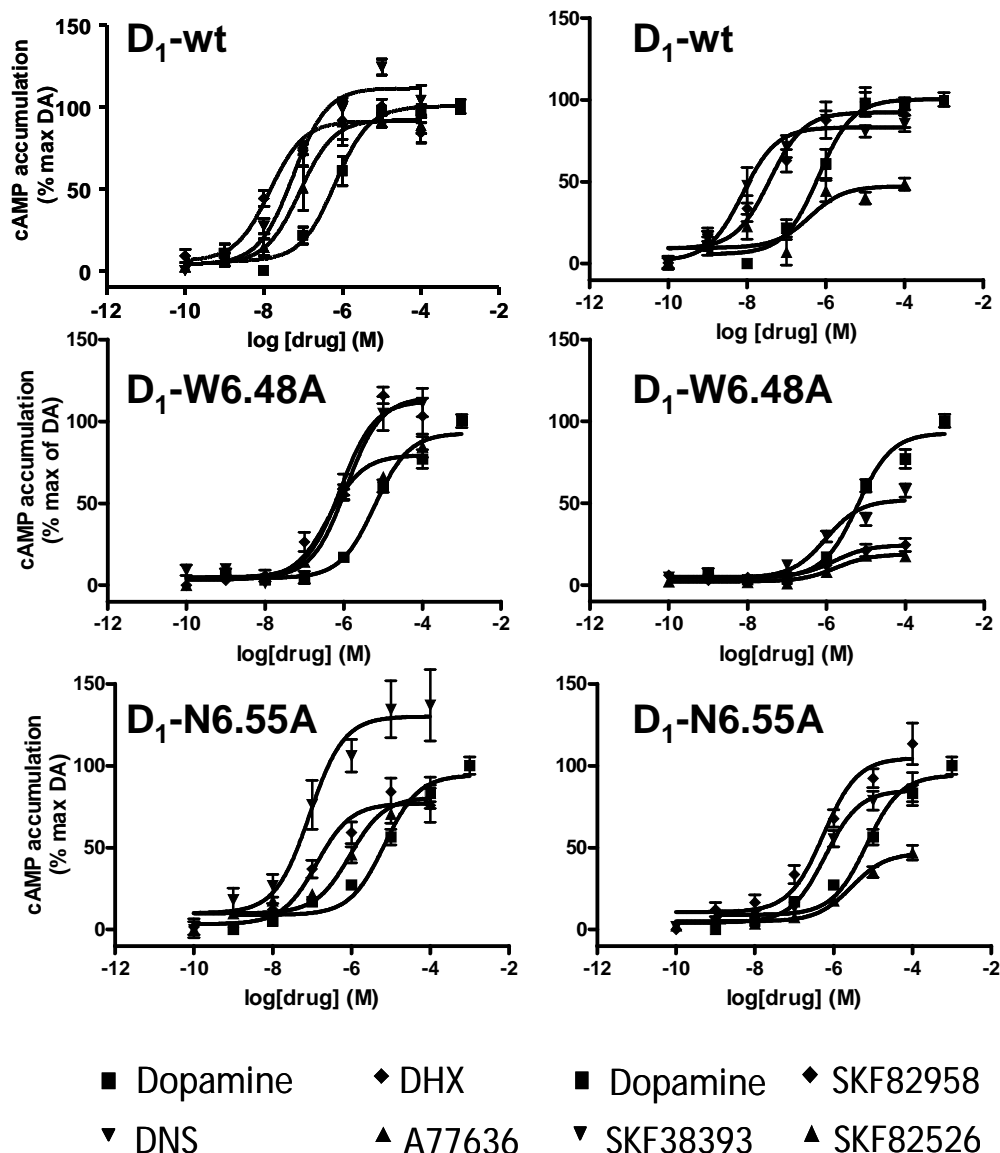 D1-wt
cAMP accumulation
(% max DA)
150
100
50
0
-12 -10 -8 -6 -4 -2
log [drug] (M)
D1-wt
150
100
50
0
-12 -10 -8 -6 -4 -2
log [drug] (M)
D1-W6.48A
cAMP accumulation
(% max of DA)
150
100
50
0
-12 -10 -8 -6 -4 -2
log[drug] (M)
D1-W6.48A
150
100
50
0
-12 -10 -8 -6 -4 -2
log[drug] (M)
D1-N6.55A
cAMP accumulation
(% max DA)
150
100
50
0
-12 -10 -8 -6 -4 -2
log[drug] (M)
D1-N6.55A
150
100
50
0
-12 -10 -8 -6 -4 -2
log[drug] (M)
Dopamine DHX Dopamine SKF82958
DNS A77636 SKF38393 SKF82526